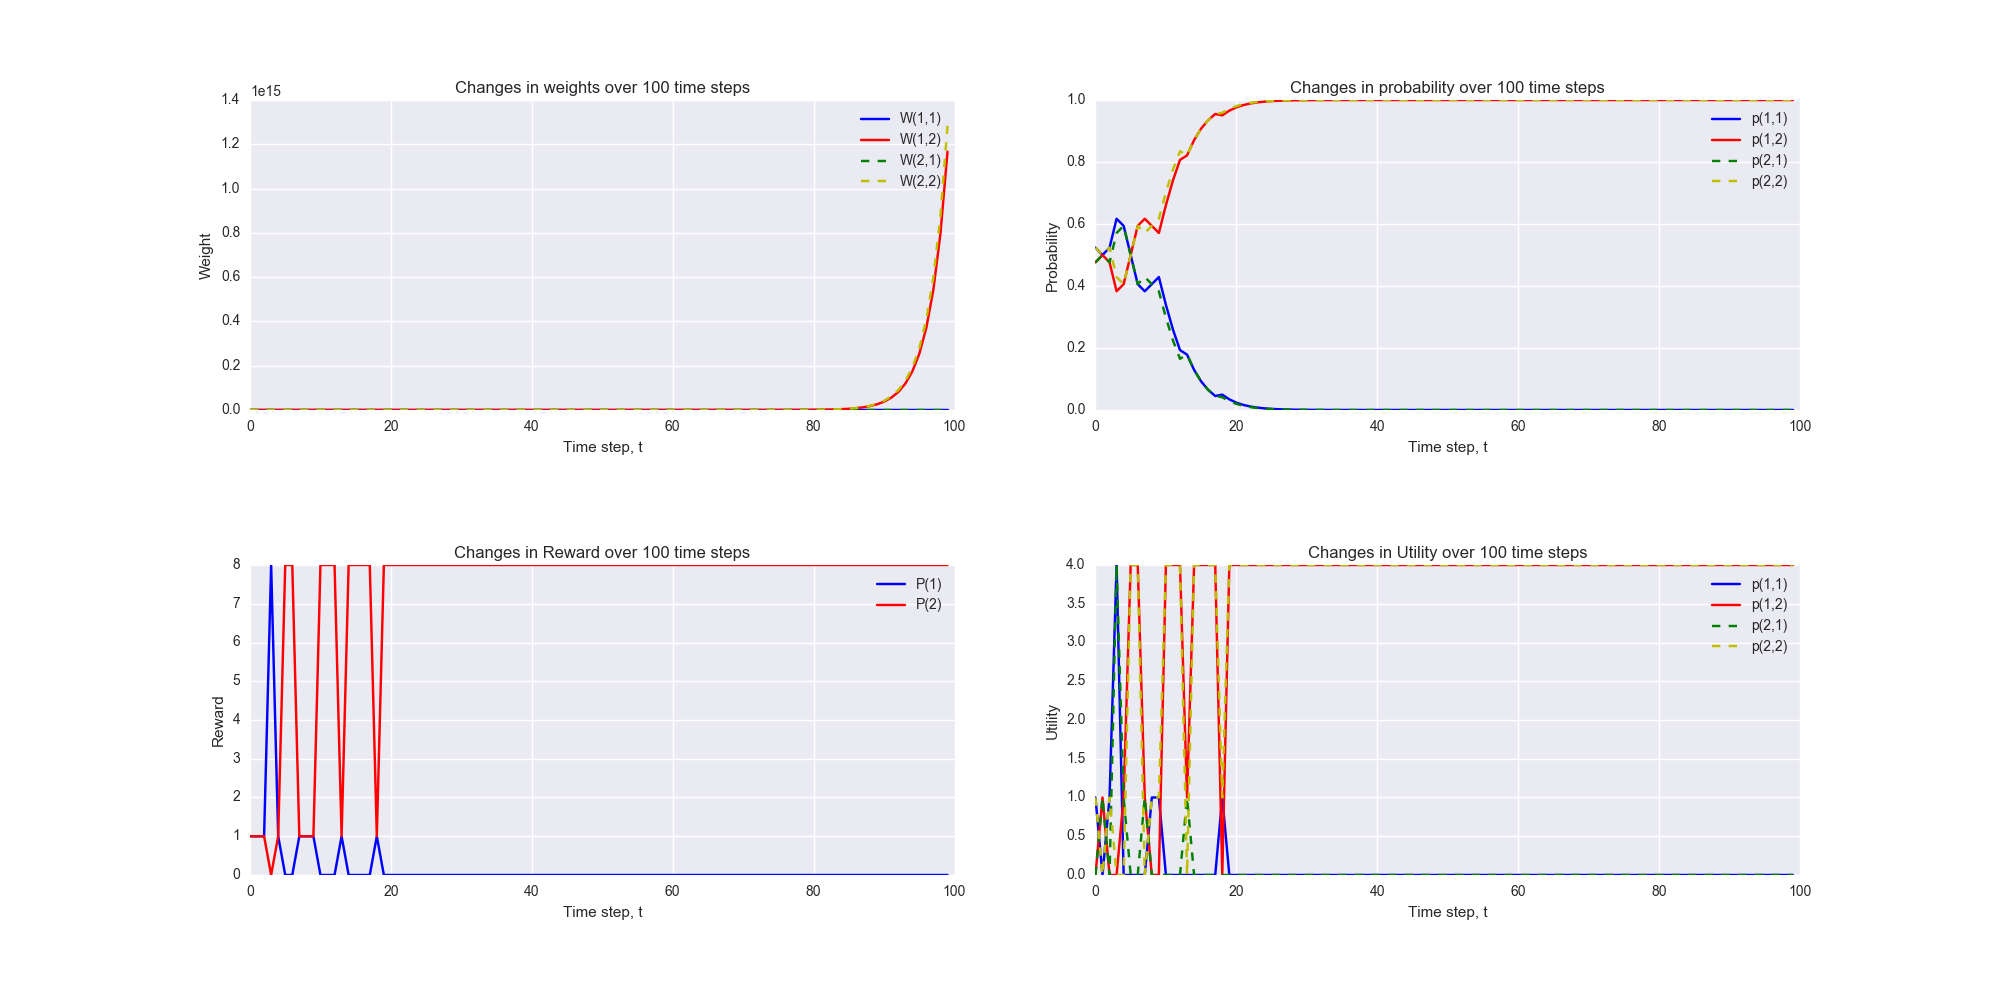 Changes in weights over 100 time steps
1e15
1.4
1.2
1.0
0.8
0.6
0.4
0.2
0.0
Weight
W(1,1)
W(1,2)
W(2,1)
W(2,2)
0 20 40 60 80 100
Time step, t
Changes in probability over 100 time steps
1.0
0.8
0.6
0.4
0.2
0.0
Probability
p(1,1)
p(1,2)
p(2,1)
p(2,2)
0 20 40 60 80 100
Time step, t
Changes in Reward over 100 time steps
8
7
6
5
4
3
2
1
0
Reward
P(1)
P(2)
0 20 40 60 80 100
Time step, t
Changes in Utility over 100 time steps
4.0
3.5
3.0
2.5
2.0
1.5
1.0
0.5
0.0
Utility
p(1,1)
p(1,2)
p(2,1)
p(2,2)
0 20 40 60 80 100
Time step, t